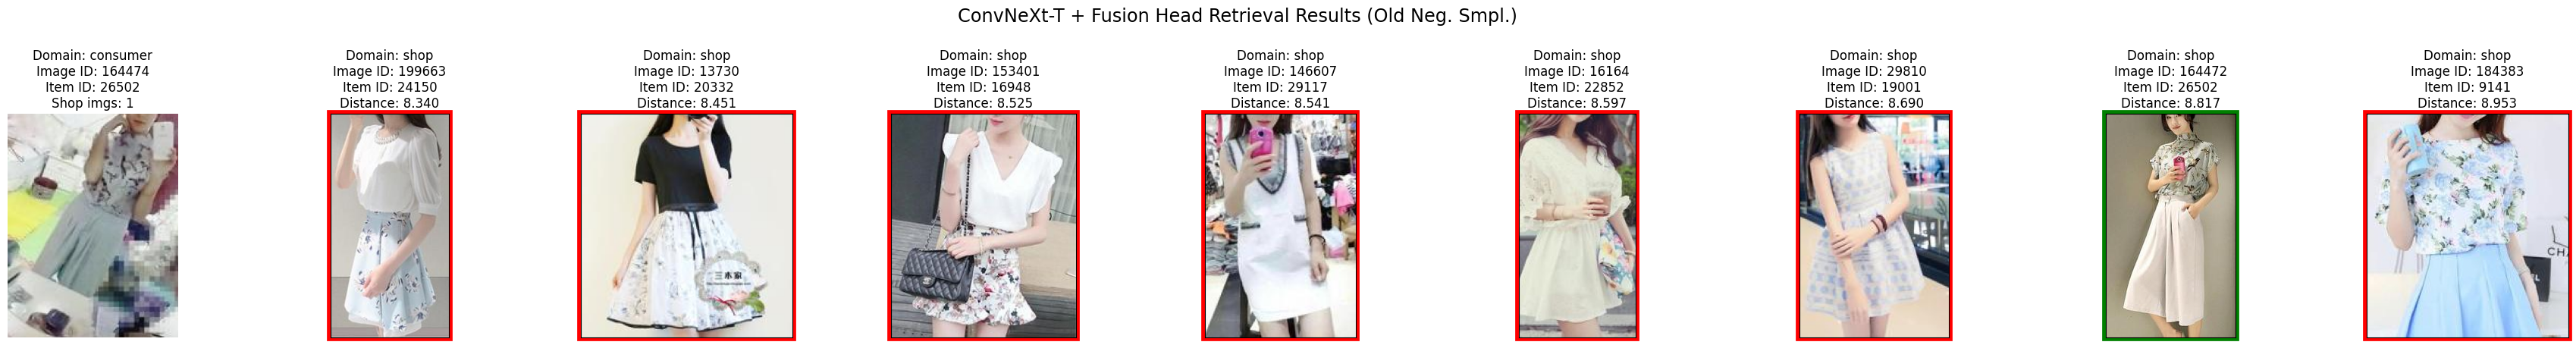 ConvNeXt-T + Fusion Head Retrieval Results (Old Neg. Smpl.)
Domain: consumer
Image ID: 164474
Item ID: 26502
Shop imgs: 1
Domain: shop
Image ID: 199663
Item ID: 24150
Distance: 8.340
Domain: shop
Image ID: 13730
Item ID: 20332
Distance: 8.451
Domain: shop
Image ID: 153401
Item ID: 16948
Distance: 8.525
Domain: shop
Image ID: 146607
Item ID: 29117
Distance: 8.541
Domain: shop
Image ID: 16164
Item ID: 22852
Distance: 8.597
Domain: shop
Image ID: 29810
Item ID: 19001
Distance: 8.690
Domain: shop
Image ID: 164472
Item ID: 26502
Distance: 8.817
Domain: shop
Image ID: 184383
Item ID: 9141
Distance: 8.953
三木家
CHA